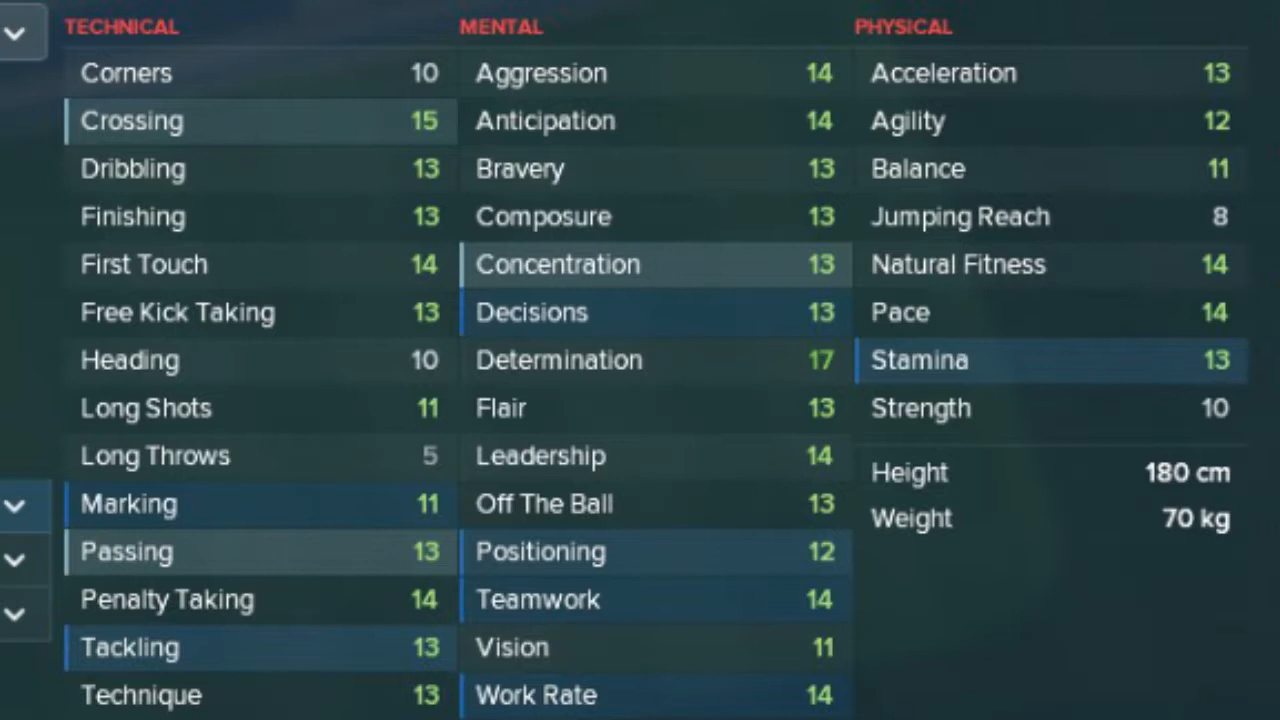 TECHNICAL MENTAL PHYSICAL
Corners 10 Aggression 14 Acceleration 13
Crossing 15 Anticipation 14 Agility 12
Dribbling 13 Bravery 13 Balance 11
Finishing 13 Composure 13 Jumping Reach 8
First Touch 14 Concentration 13 Natural Fitness 14
Free Kick Taking 13 Decisions 13 Pace 14
Heading 10 Determination 17 Stamina 13
Long Shots 11 Flair 13 Strength 10
Long Throws 5 Leadership 14 Height 180 cm
Marking 11 Off The Ball 13 Weight 70 kg
Passing 13 Positioning 12
Penalty Taking 14 Teamwork 14
Tackling 13 Vision 11
Technique 13 Work Rate 14